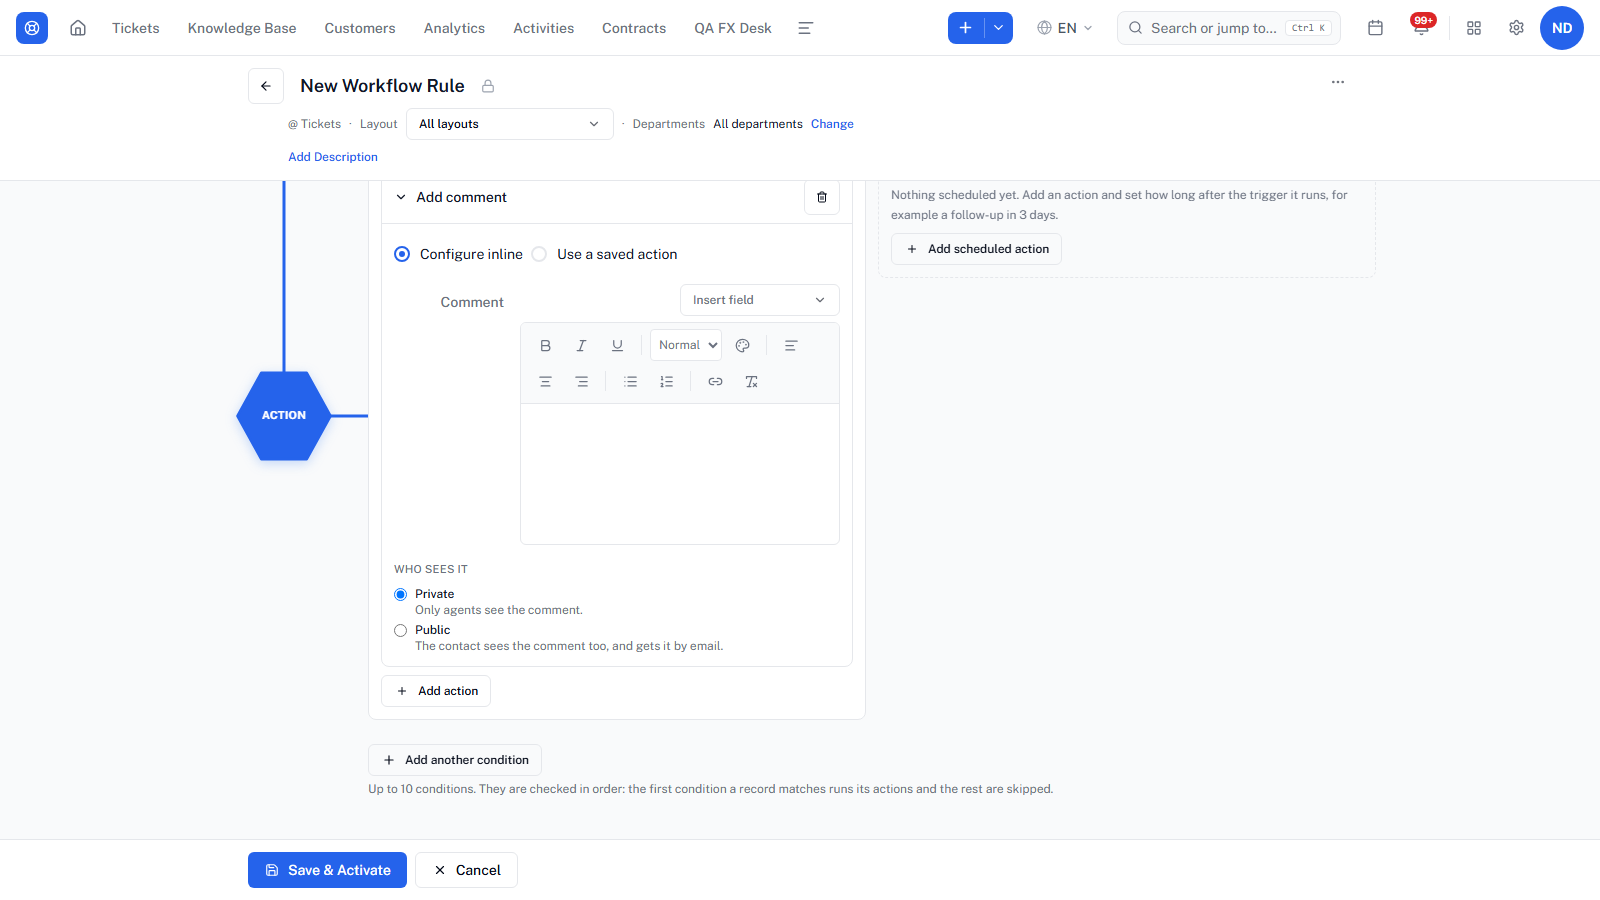 Tickets
Knowledge Base
Customers
Analytics
Activities
Contracts
QA FX Desk
EN
Search or jump to...
Ctrl K
99+
ND
New Workflow Rule
@ Tickets · Layout
All layouts
· Departments All departments Change
Add Description
Add comment
Configure inline
Use a saved action
Comment
Insert field
Normal
ACTION
WHO SEES IT
Private
Only agents see the comment.
Public
The contact sees the comment too, and gets it by email.
Add action
Nothing scheduled yet. Add an action and set how long after the trigger it runs, for
example a follow-up in 3 days.
Add scheduled action
Add another condition
Up to 10 conditions. They are checked in order: the first condition a record matches runs its actions and the rest are skipped.
Save & Activate
Cancel